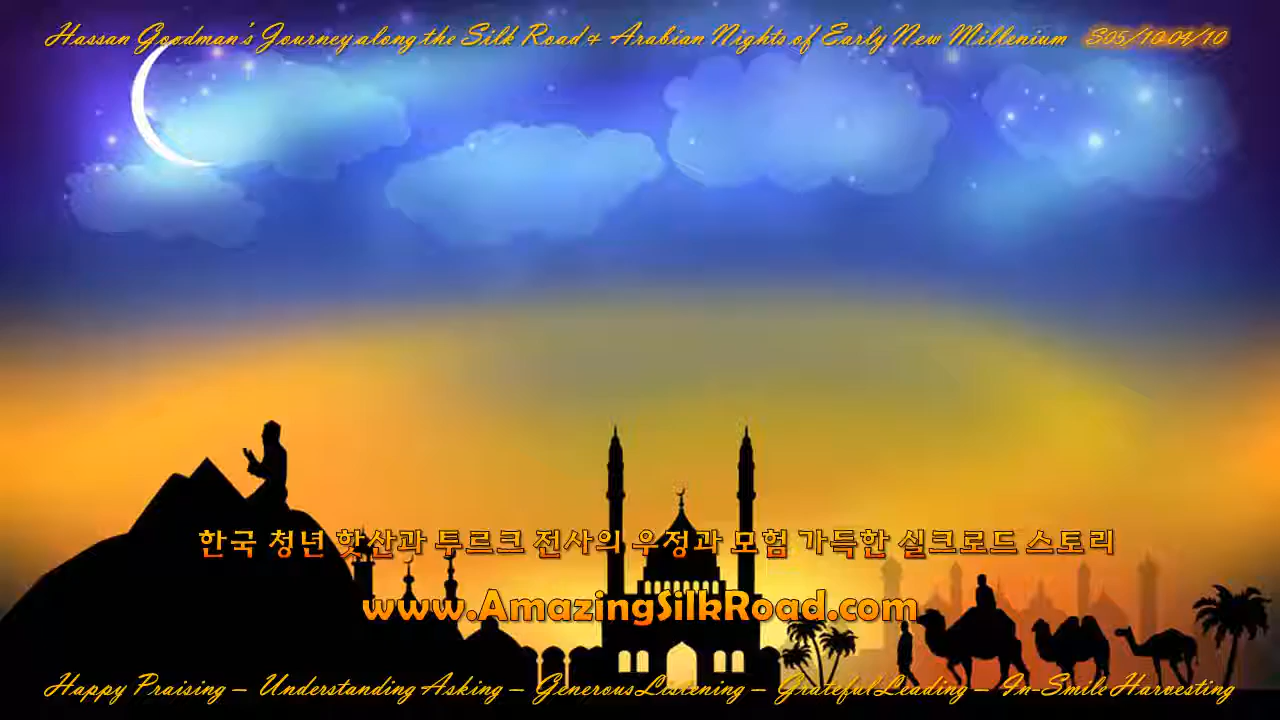 Hassan Goodman's Journey along the Silk Road & Arabian Nights of Early New Millenium S05/10-04/10
한국 청년 핫산과 투르크 전사의 우정과 모험 가득한 실크로드 스토리
www.AmazingSilkRoad.com
Happy Praising – Understanding Asking – Generous Listening – Grateful Leading – In-Smile Harvesting